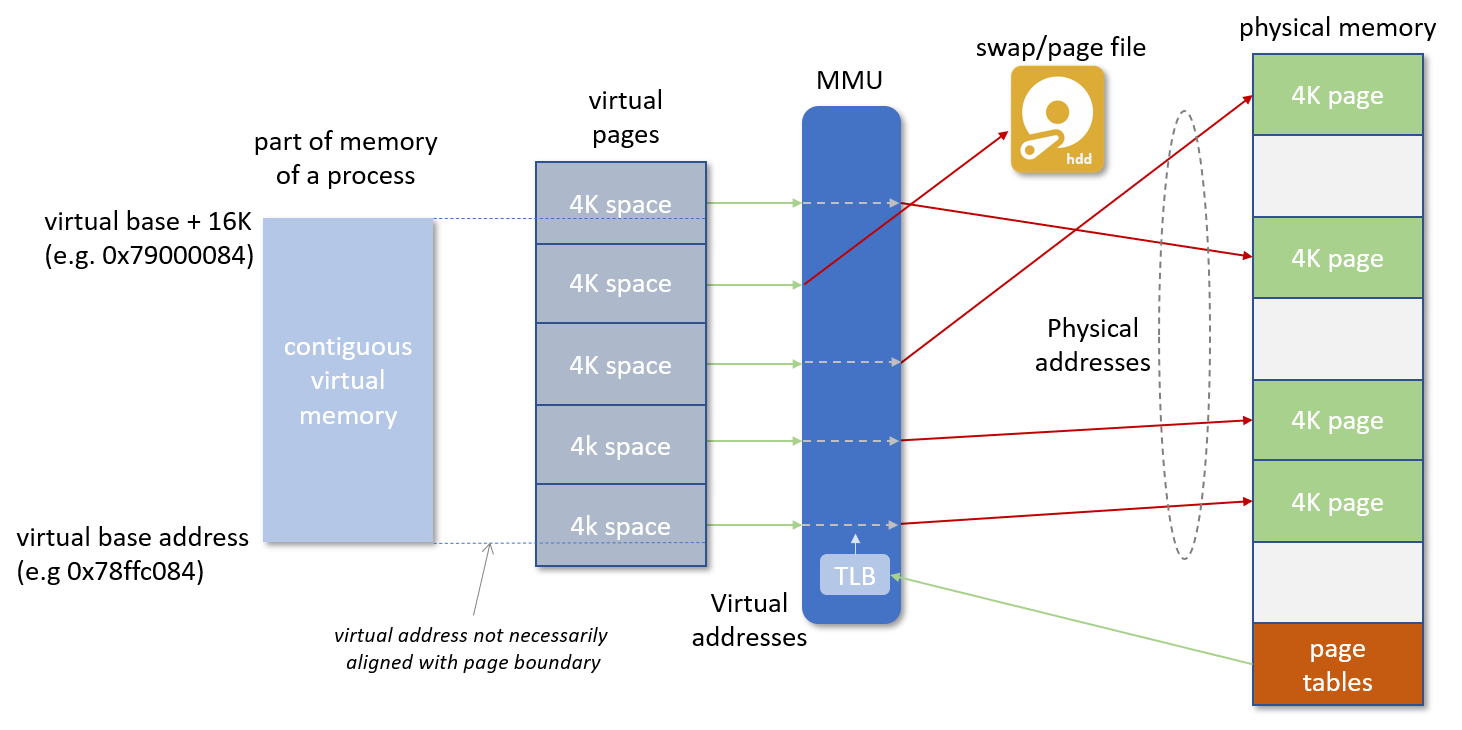 part of memory
of a process
virtual base + 16K
(e.g. 0x79000084)
contiguous
virtual
memory
virtual base address
(e.g 0x78ffc084)
virtual address not necessarily
aligned with page boundary
virtual
pages
4K space
4K space
4K space
4k space
4k space
Virtual
addresses
MMU
TLB
swap/page file
hdd
Physical
addresses
physical memory
4K page
4K page
4K page
4K page
page
tables